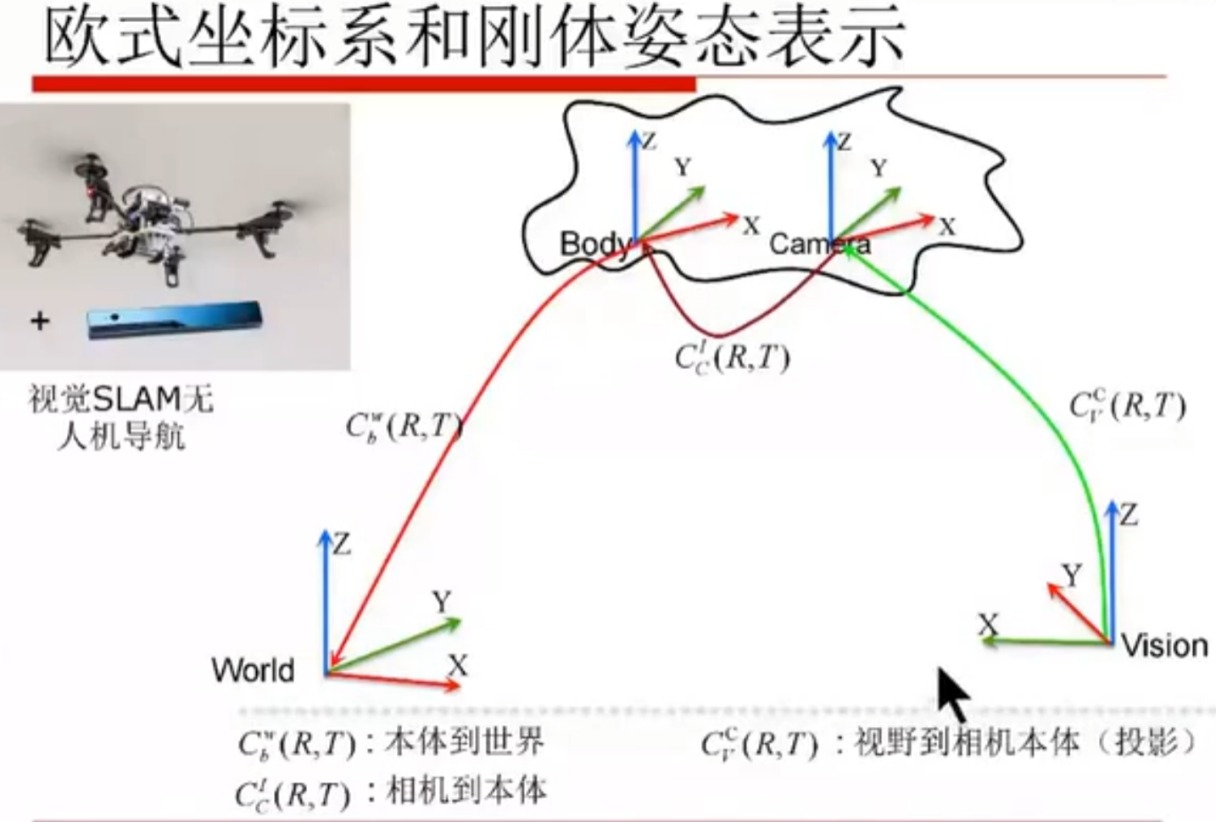 欧式坐标系和刚体姿态表示
Z
Y
X
Body
Z
Y
X
Camera
+
视觉SLAM无
人机导航
C_C^I(R,T)
C_b^w(R,T)
C_V^C(R,T)
Z
Y
X
World
Z
Y
X
Vision
C_b^w(R,T)：本体到世界
C_V^C(R,T)：视野到相机本体（投影）
C_C^I(R,T)：相机到本体